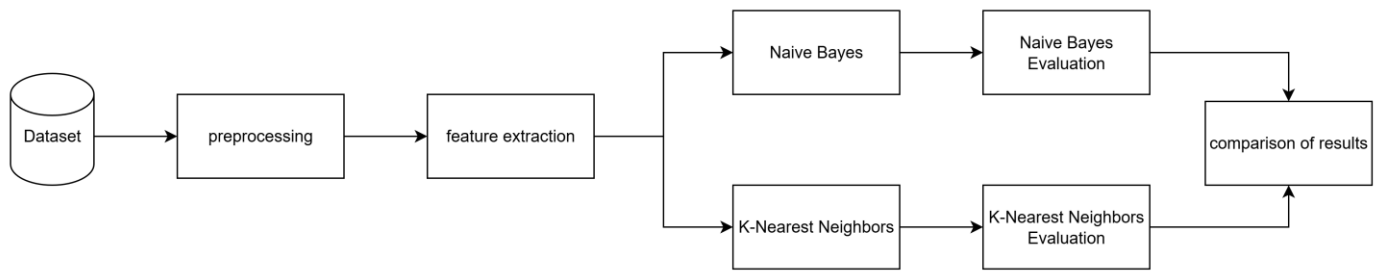 Dataset
preprocessing
feature extraction
Naive Bayes
Naive Bayes
Evaluation
K-Nearest Neighbors
K-Nearest Neighbors
Evaluation
comparison of results